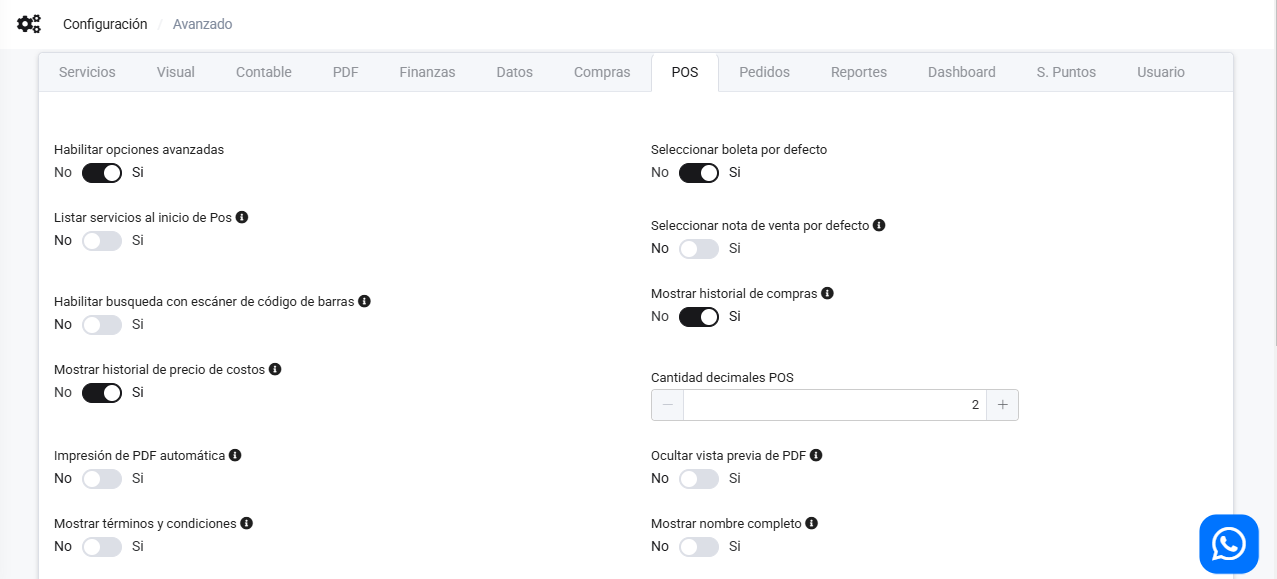 Configuración / Avanzado
Servicios Visual Contable PDF Finanzas Datos Compras POS Pedidos Reportes Dashboard S. Puntos Usuario
Habilitar opciones avanzadas
No Si
Seleccionar boleta por defecto
No Si
Listar servicios al inicio de Pos
No Si
Seleccionar nota de venta por defecto
No Si
Habilitar busqueda con escáner de código de barras
No Si
Mostrar historial de compras
No Si
Mostrar historial de precio de costos
No Si
Cantidad decimales POS
2
Impresión de PDF automática
No Si
Ocultar vista previa de PDF
No Si
Mostrar términos y condiciones
No Si
Mostrar nombre completo
No Si